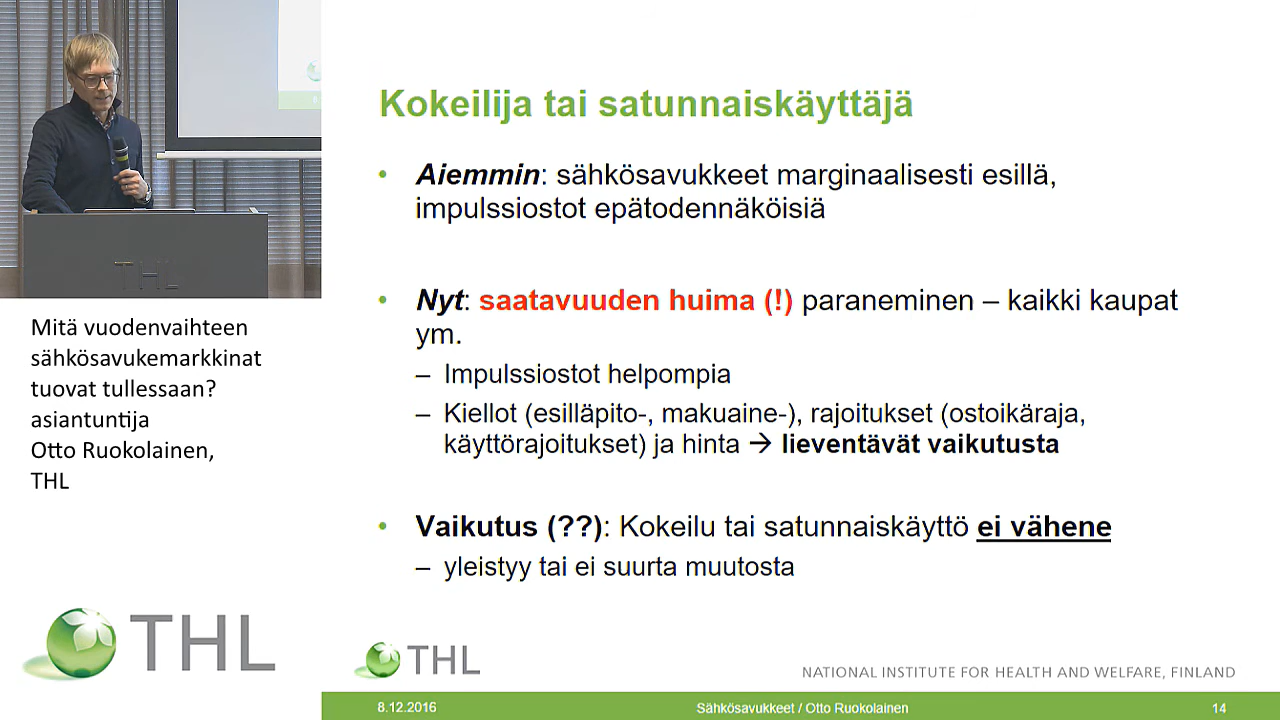 THL
Mitä vuodenvaihteen
sähkösavukemarkkinat
tuovat tullessaan?
asiantuntija
Otto Ruokolainen,
THL
THL
Kokeilija tai satunnaiskäyttäjä
• Aiemmin: sähkösavukkeet marginaalisesti esillä,
impulssiostot epätodennäköisiä
• Nyt: saatavuuden huima (!) paraneminen – kaikki kaupat
ym.
– Impulssiostot helpompia
– Kiellot (esilläpito-, makuaine-), rajoitukset (ostoikäraja,
käyttörajoitukset) ja hinta → lieventävät vaikutusta
• Vaikutus (??): Kokeilu tai satunnaiskäyttö ei vähene
– yleistyy tai ei suurta muutosta
THL
NATIONAL INSTITUTE FOR HEALTH AND WELFARE, FINLAND
8.12.2016
Sähkösavukkeet / Otto Ruokolainen
14